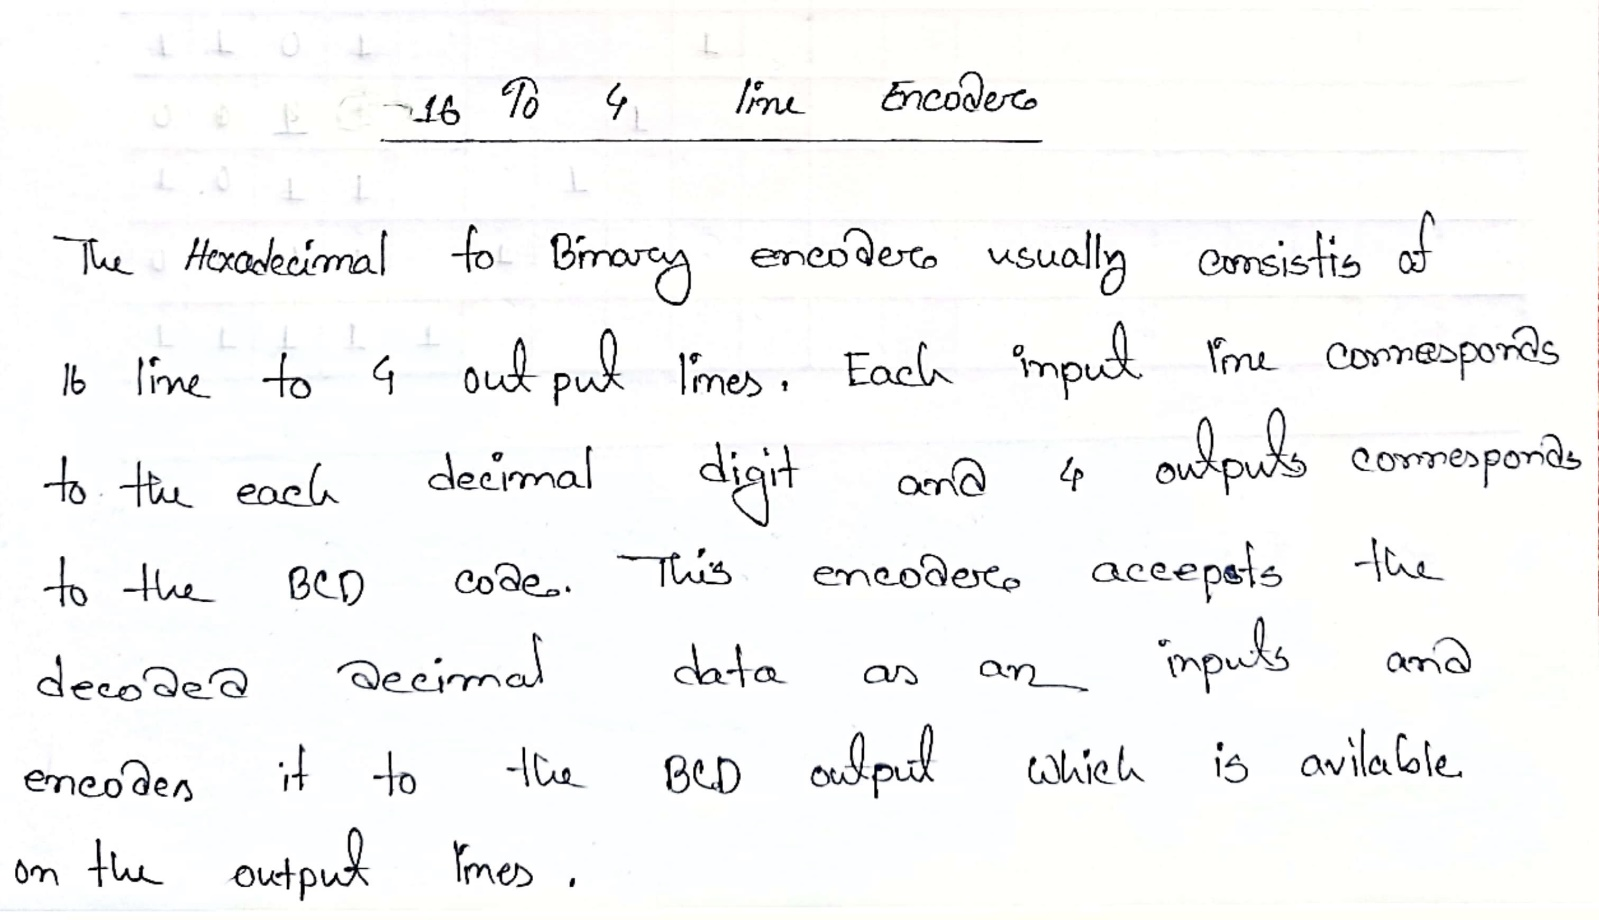 16 To 4 line Encoder
The Hexadecimal to Binary encoder usually consistis of
16 line to 4 output lines. Each input line corresponds
to the each decimal digit and 4 outputs corresponds
to the BCD code. This encoder accepts the
decoded decimal data as an inputs and
encodes it to the BCD output which is avilable
on the output lines.